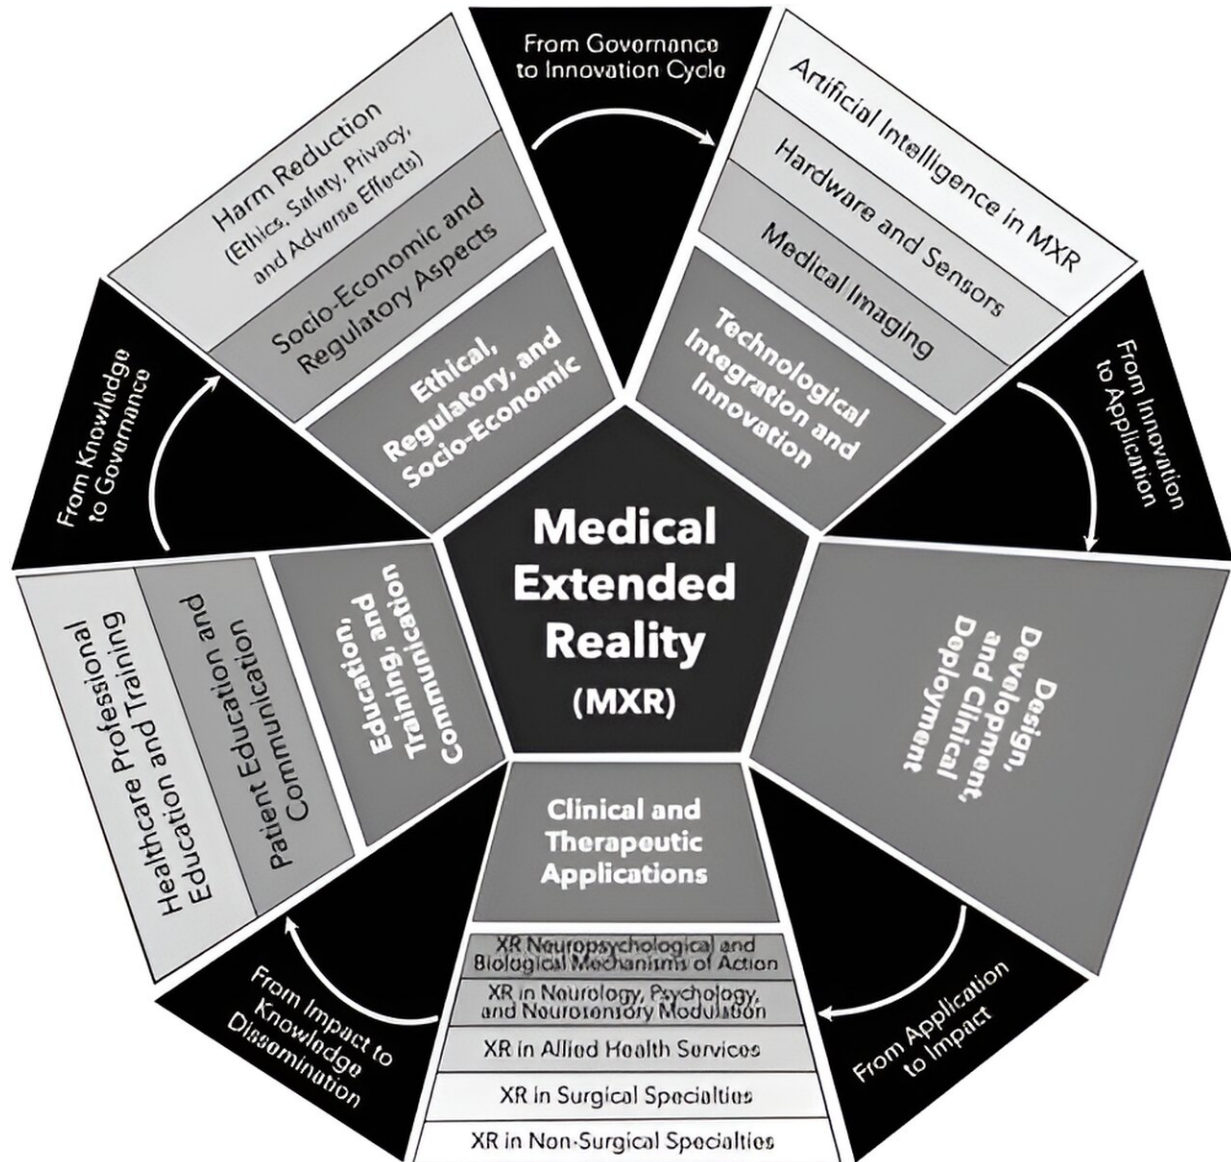 From Governance
to Innovation Cycle
Artificial Intelligence in MXR
Hardware and Sensors
Medical Imaging
Technological
Integration and
Innovation
From Innovation
to Application
Design,
Development,
and Clinical
Deployment
From Application
to Impact
Clinical and
Therapeutic
Applications
XR Neuropsychological and
Biological Mechanisms of Action
XR in Neurology, Psychology,
and Neurosensory Modulation
XR in Allied Health Services
XR in Surgical Specialties
XR in Non-Surgical Specialties
From Impact to
Knowledge
Dissemination
Healthcare Professional
Education and Training
Patient Education and
Communication
Education,
Training, and
Communication
From Knowledge
to Governance
Harm Reduction
(Ethics, Safety, Privacy,
and Adverse Effects)
Socio-Economic and
Regulatory Aspects
Ethical,
Regulatory, and
Socio-Economic
Medical
Extended
Reality
(MXR)